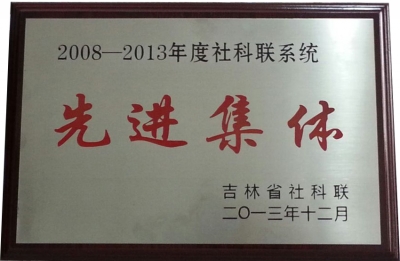 2008—2013年度社科联系统
先进集体
吉林省社科联
二〇一三年十二月